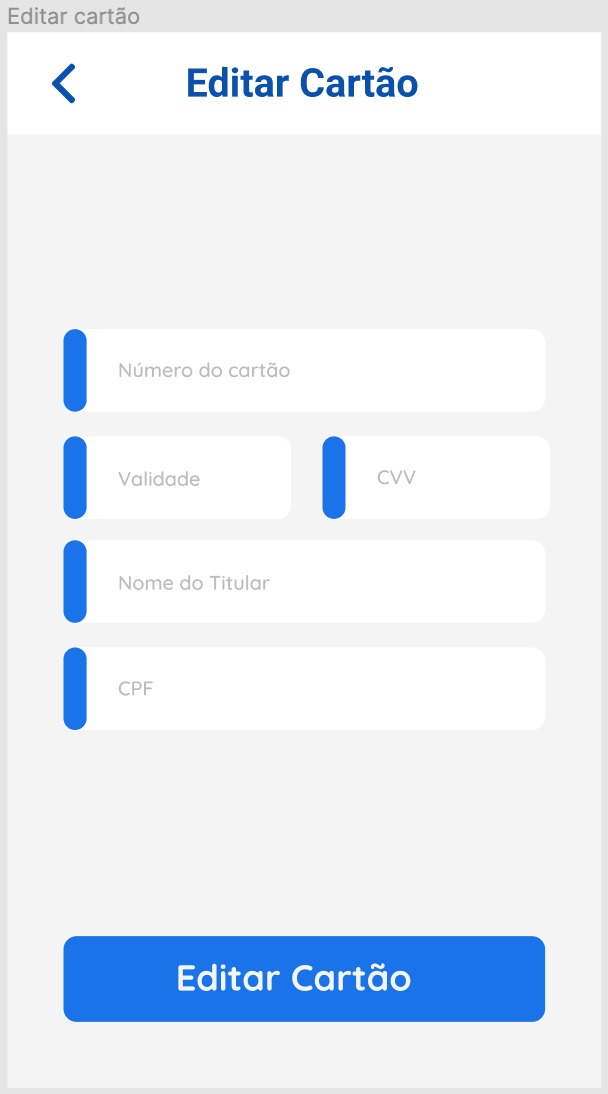 Editar cartão
Editar Cartão
Número do cartão
Validade
CVV
Nome do Titular
CPF
Editar Cartão